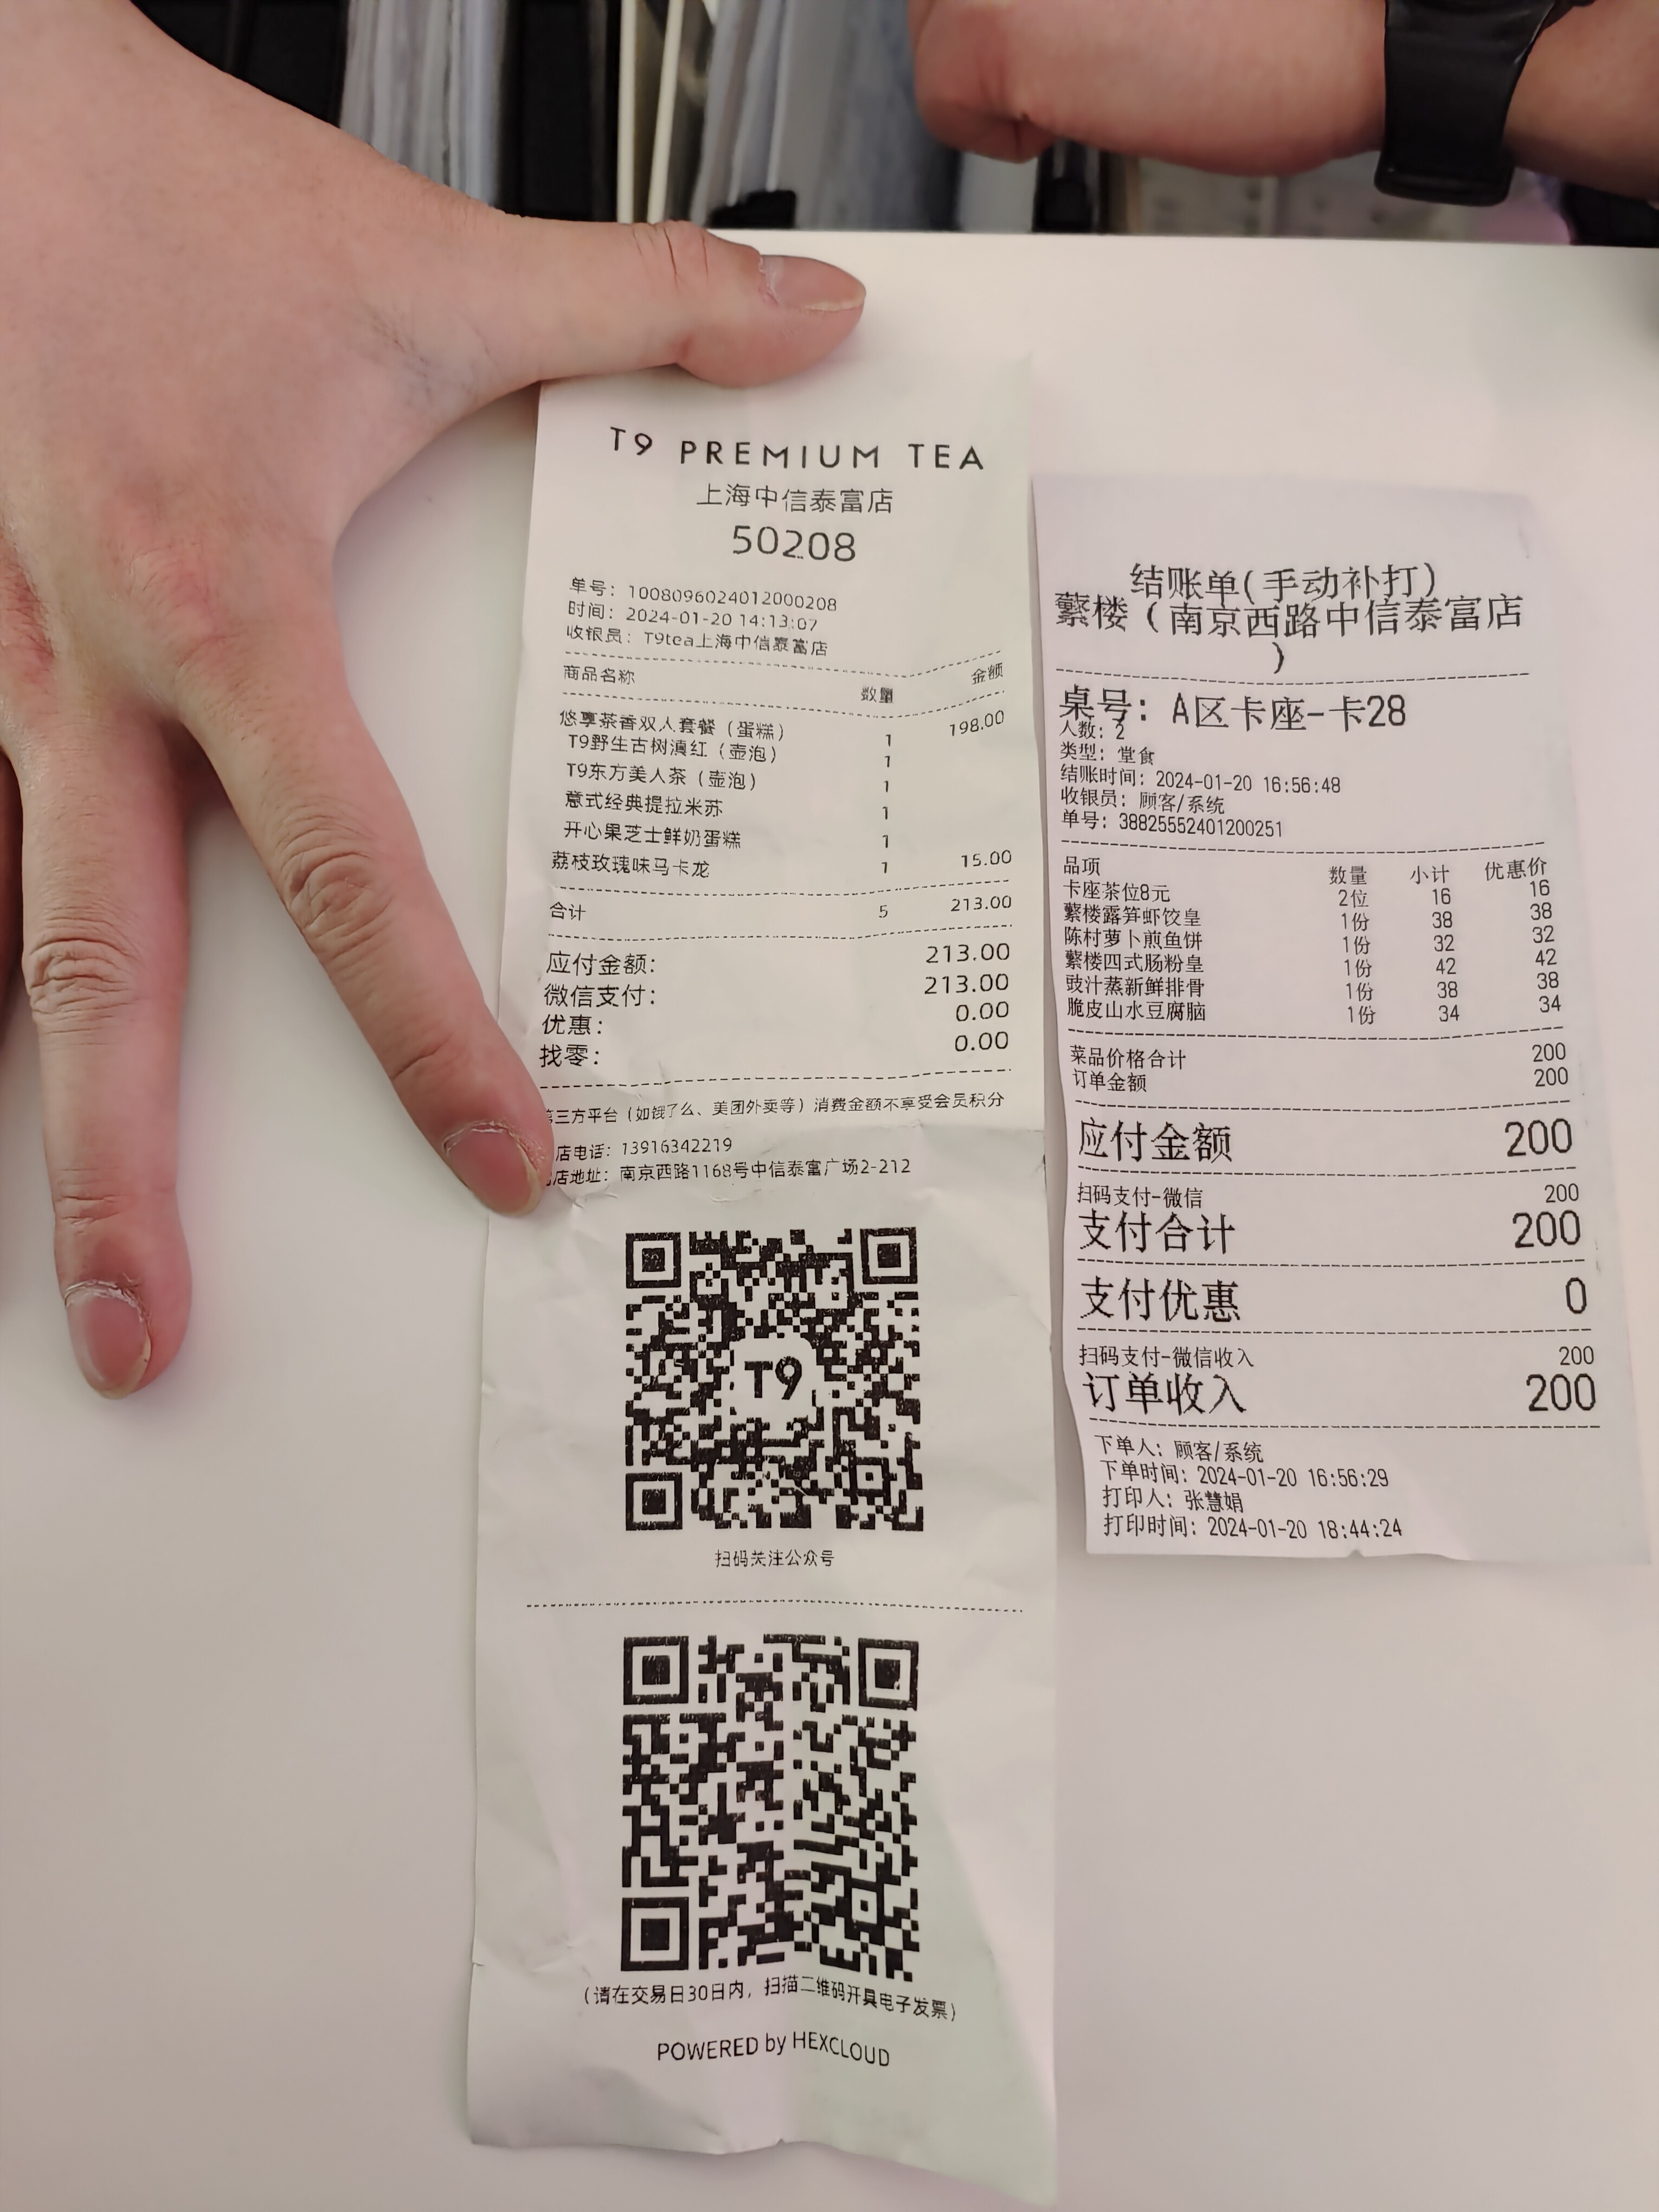 T9 PREMIUM TEA
上海中信泰富店
50208
单号：1008096024012000208
时间：2024-01-20 14:13:07
收银员：T9tea上海中信泰富店
商品名称 数量 金额
悠享茶香双人套餐（蛋糕） 1 198.00
T9野生古树滇红（壶泡） 1
T9东方美人茶（壶泡） 1
意式经典提拉米苏 1
开心果芝士鲜奶蛋糕 1
荔枝玫瑰味马卡龙 1 15.00
合计 5 213.00
应付金额： 213.00
微信支付： 213.00
优惠： 0.00
找零： 0.00
三方平台（如饿了么、美团外卖等）消费金额不享受会员积分
店电话：13916342219
店地址：南京西路1168号中信泰富广场2-212
T9
扫码关注公众号
（请在交易日30日内，扫描二维码开具电子发票）
POWERED by HEXCLOUD
结账单(手动补打)
蘩楼（南京西路中信泰富店
）
桌号：A区卡座-卡28
人数：2
类型：堂食
结账时间：2024-01-20 16:56:48
收银员：顾客/系统
单号：38825552401200251
品项 数量 小计 优惠价
卡座茶位8元 2位 16 16
蘩楼露笋虾饺皇 1份 38 38
陈村萝卜煎鱼饼 1份 32 32
蘩楼四式肠粉皇 1份 42 42
豉汁蒸新鲜排骨 1份 38 38
脆皮山水豆腐脑 1份 34 34
菜品价格合计 200
订单金额 200
应付金额 200
扫码支付-微信 200
支付合计 200
支付优惠 0
扫码支付-微信收入 200
订单收入 200
下单人：顾客/系统
下单时间：2024-01-20 16:56:29
打印人：张慧娟
打印时间：2024-01-20 18:44:24